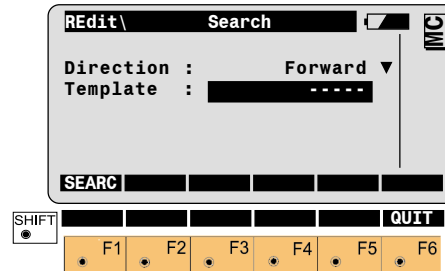 REdit\ Search MC
Direction : Forward ▼
Template : -----
SEARC
SHIFT QUIT
F1 F2 F3 F4 F5 F6